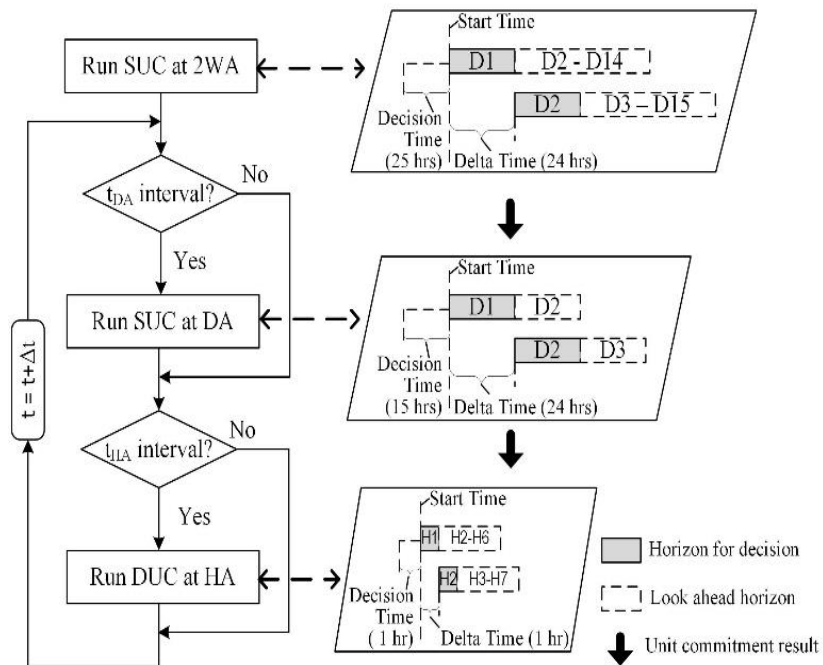 Run SUC at 2WA
t_DA interval?
No
Yes
Run SUC at DA
t = t+Δt
t_HA interval?
No
Yes
Run DUC at HA
Start Time
D1
D2 - D14
D2
D3 – D15
Decision
Time
(25 hrs)
Delta Time (24 hrs)
Start Time
D1
D2
D2
D3
Decision
Time
(15 hrs)
Delta Time (24 hrs)
Start Time
H1
H2-H6
H2
H3-H7
Decision
Time
( 1 hr)
Delta Time (1 hr)
Horizon for decision
Look ahead horizon
Unit commitment result